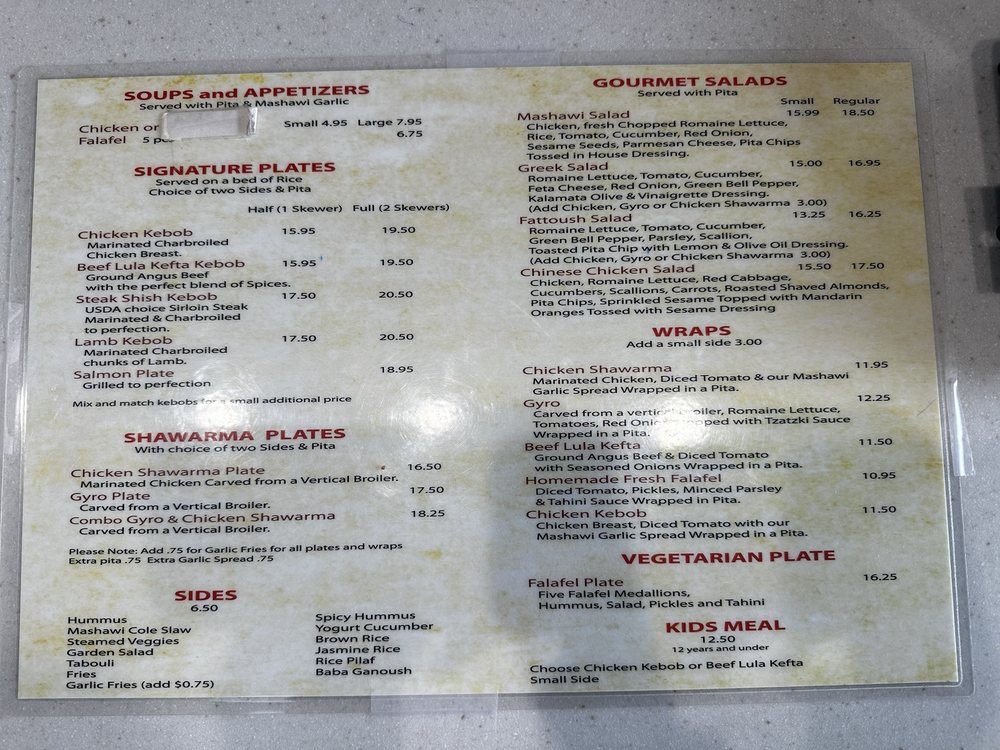 SOUPS and APPETIZERS
Served with Pita & Mashawi Garlic
Chicken or Small 4.95 Large 7.95
Falafel 5 6.75
SIGNATURE PLATES
Served on a bed of Rice
Choice of two Sides & Pita
Half (1 Skewer) Full (2 Skewers)
Chicken Kebob 15.95 19.50
Marinated Charbroiled
Chicken Breast.
Beef Lula Kefta Kebob 15.95 19.50
Ground Angus Beef
with the perfect blend of Spices.
Steak Shish Kebob 17.50 20.50
USDA choice Sirloin Steak
Marinated & Charbroiled
to perfection.
Lamb Kebob 17.50 20.50
Marinated Charbroiled
chunks of Lamb.
Salmon Plate 18.95
Grilled to perfection
Mix and match kebobs for a small additional price
SHAWARMA PLATES
With choice of two Sides & Pita
Chicken Shawarma Plate 16.50
Marinated Chicken Carved from a Vertical Broiler.
Gyro Plate 17.50
Carved from a Vertical Broiler.
Combo Gyro & Chicken Shawarma 18.25
Carved from a Vertical Broiler.
Please Note: Add .75 for Garlic Fries for all plates and wraps
Extra pita .75 Extra Garlic Spread .75
SIDES
6.50
Hummus
Mashawi Cole Slaw
Steamed Veggies
Garden Salad
Tabouli
Fries
Garlic Fries (add $0.75)
Spicy Hummus
Yogurt Cucumber
Brown Rice
Jasmine Rice
Rice Pilaf
Baba Ganoush
GOURMET SALADS
Served with Pita
Small Regular
Mashawi Salad 15.99 18.50
Chicken, fresh Chopped Romaine Lettuce,
Rice, Tomato, Cucumber, Red Onion,
Sesame Seeds, Parmesan Cheese, Pita Chips
Tossed in House Dressing.
Greek Salad 15.00 16.95
Romaine Lettuce, Tomato, Cucumber,
Feta Cheese, Red Onion, Green Bell Pepper,
Kalamata Olive & Vinaigrette Dressing.
(Add Chicken, Gyro or Chicken Shawarma 3.00)
Fattoush Salad 13.25 16.25
Romaine Lettuce, Tomato, Cucumber,
Green Bell Pepper, Parsley, Scallion,
Toasted Pita Chip with Lemon & Olive Oil Dressing.
(Add Chicken, Gyro or Chicken Shawarma 3.00)
Chinese Chicken Salad 15.50 17.50
Chicken, Romaine Lettuce, Red Cabbage,
Cucumbers, Scallions, Carrots, Roasted Shaved Almonds,
Pita Chips, Sprinkled Sesame Topped with Mandarin
Oranges Tossed with Sesame Dressing
WRAPS
Add a small side 3.00
Chicken Shawarma 11.95
Marinated Chicken, Diced Tomato & our Mashawi
Garlic Spread Wrapped in a Pita.
Gyro 12.25
Carved from a vertical broiler, Romaine Lettuce,
Tomatoes, Red Onion wrapped with Tzatzki Sauce
Wrapped in a Pita.
Beef Lula Kefta 11.50
Ground Angus Beef & Diced Tomato
with Seasoned Onions Wrapped in a Pita.
Homemade Fresh Falafel 10.95
Diced Tomato, Pickles, Minced Parsley
& Tahini Sauce Wrapped in Pita.
Chicken Kebob 11.50
Chicken Breast, Diced Tomato with our
Mashawi Garlic Spread Wrapped in a Pita.
VEGETARIAN PLATE
Falafel Plate 16.25
Five Falafel Medallions,
Hummus, Salad, Pickles and Tahini
KIDS MEAL
12.50
12 years and under
Choose Chicken Kebob or Beef Lula Kefta
Small Side